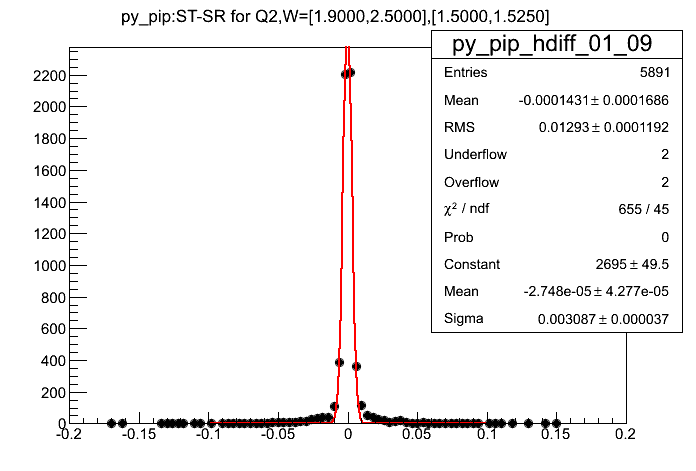 py_pip:ST-SR for Q2,W=[1.9000,2.5000],[1.5000,1.5250]
py_pip_hdiff_01_09
Entries 5891
Mean -0.0001431 ± 0.0001686
RMS 0.01293 ± 0.0001192
Underflow 2
Overflow 2
χ² / ndf 655 / 45
Prob 0
Constant 2695 ± 49.5
Mean -2.748e-05 ± 4.277e-05
Sigma 0.003087 ± 0.000037
2200
2000
1800
1600
1400
1200
1000
800
600
400
200
0
-0.2 -0.15 -0.1 -0.05 0 0.05 0.1 0.15 0.2